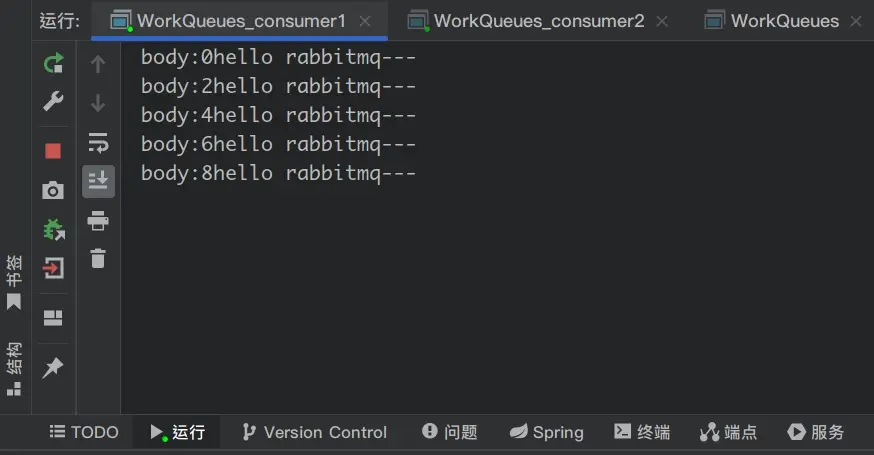 运行: WorkQueues_consumer1 WorkQueues_consumer2 WorkQueues
body:0hello rabbitmq---
body:2hello rabbitmq---
body:4hello rabbitmq---
body:6hello rabbitmq---
body:8hello rabbitmq---
书签
结构
TODO 运行 Version Control 问题 Spring 终端 端点 服务